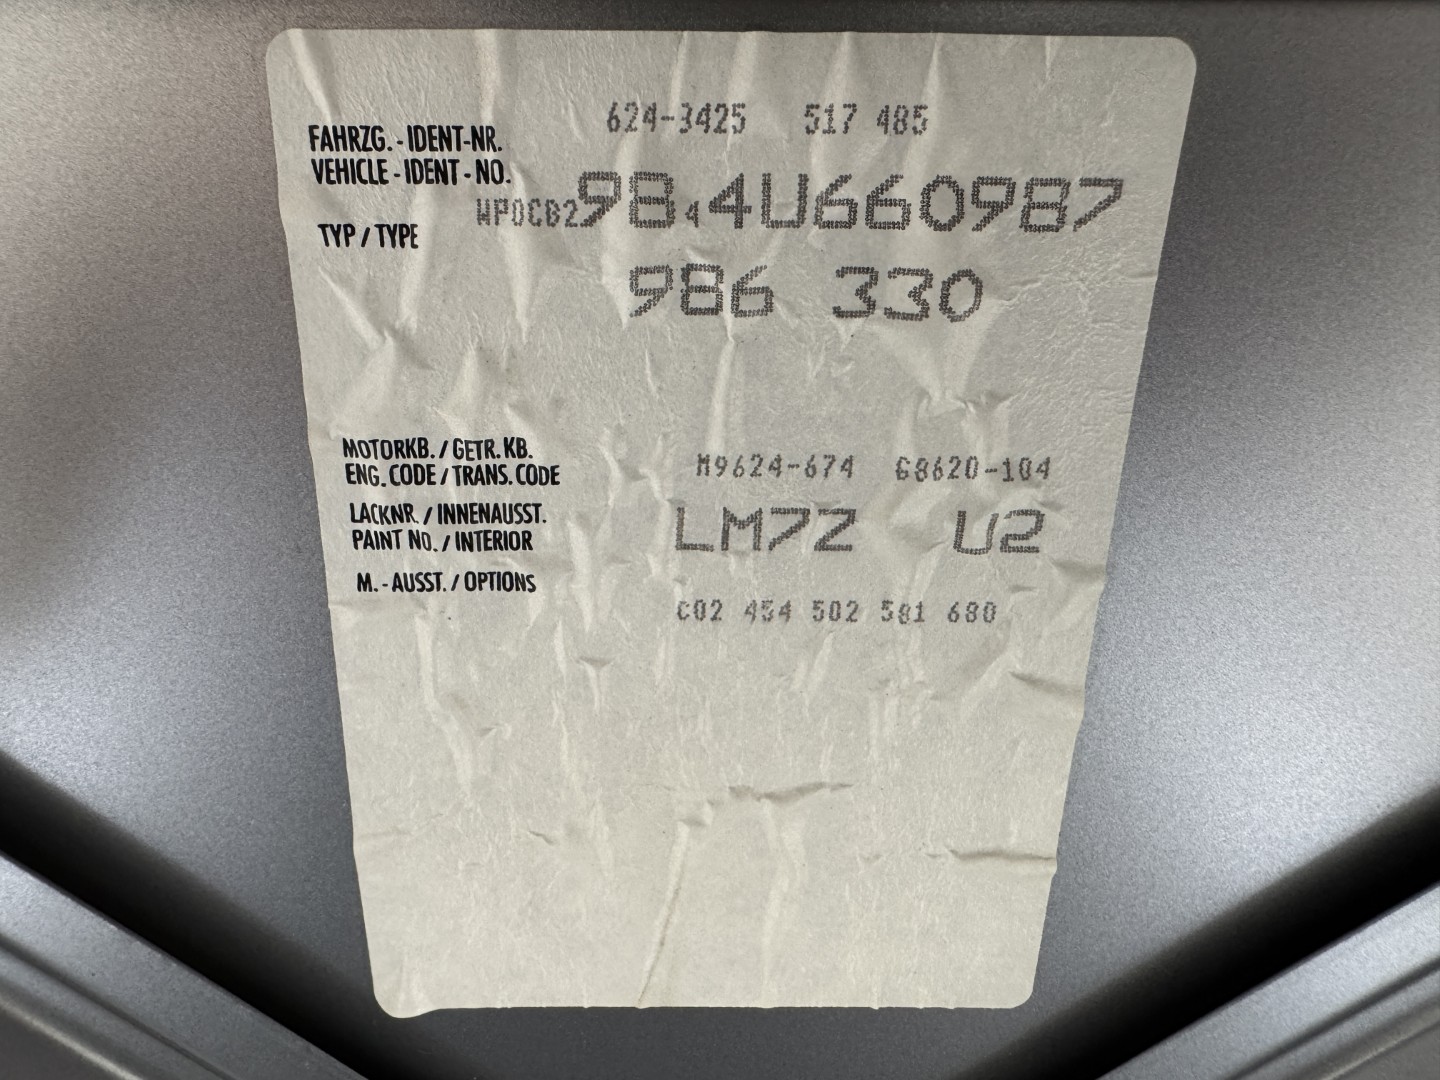 624-3425 517 485
FAHRZG.-IDENT-NR.
VEHICLE-IDENT-NO.
WP0CB29844U660987
TYP / TYPE
986 330
MOTORKB. / GETR. KB.
ENG. CODE / TRANS. CODE
M9624-674 G8620-104
LACKNR. / INNENAUSST.
PAINT NO. / INTERIOR
LM7Z U2
M.-AUSST. / OPTIONS
C02 454 502 581 680